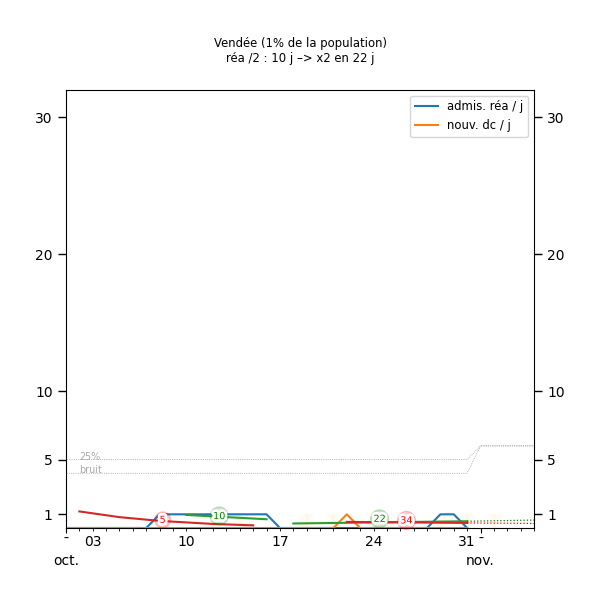 Vendée (1% de la population)
réa /2 : 10 j –> x2 en 22 j
admis. réa / j
nouv. dc / j
30
30
20
20
10
10
25%
5
5
bruit
1
5
10
22
34
1
- 03 10 17 24 31 -
oct. nov.